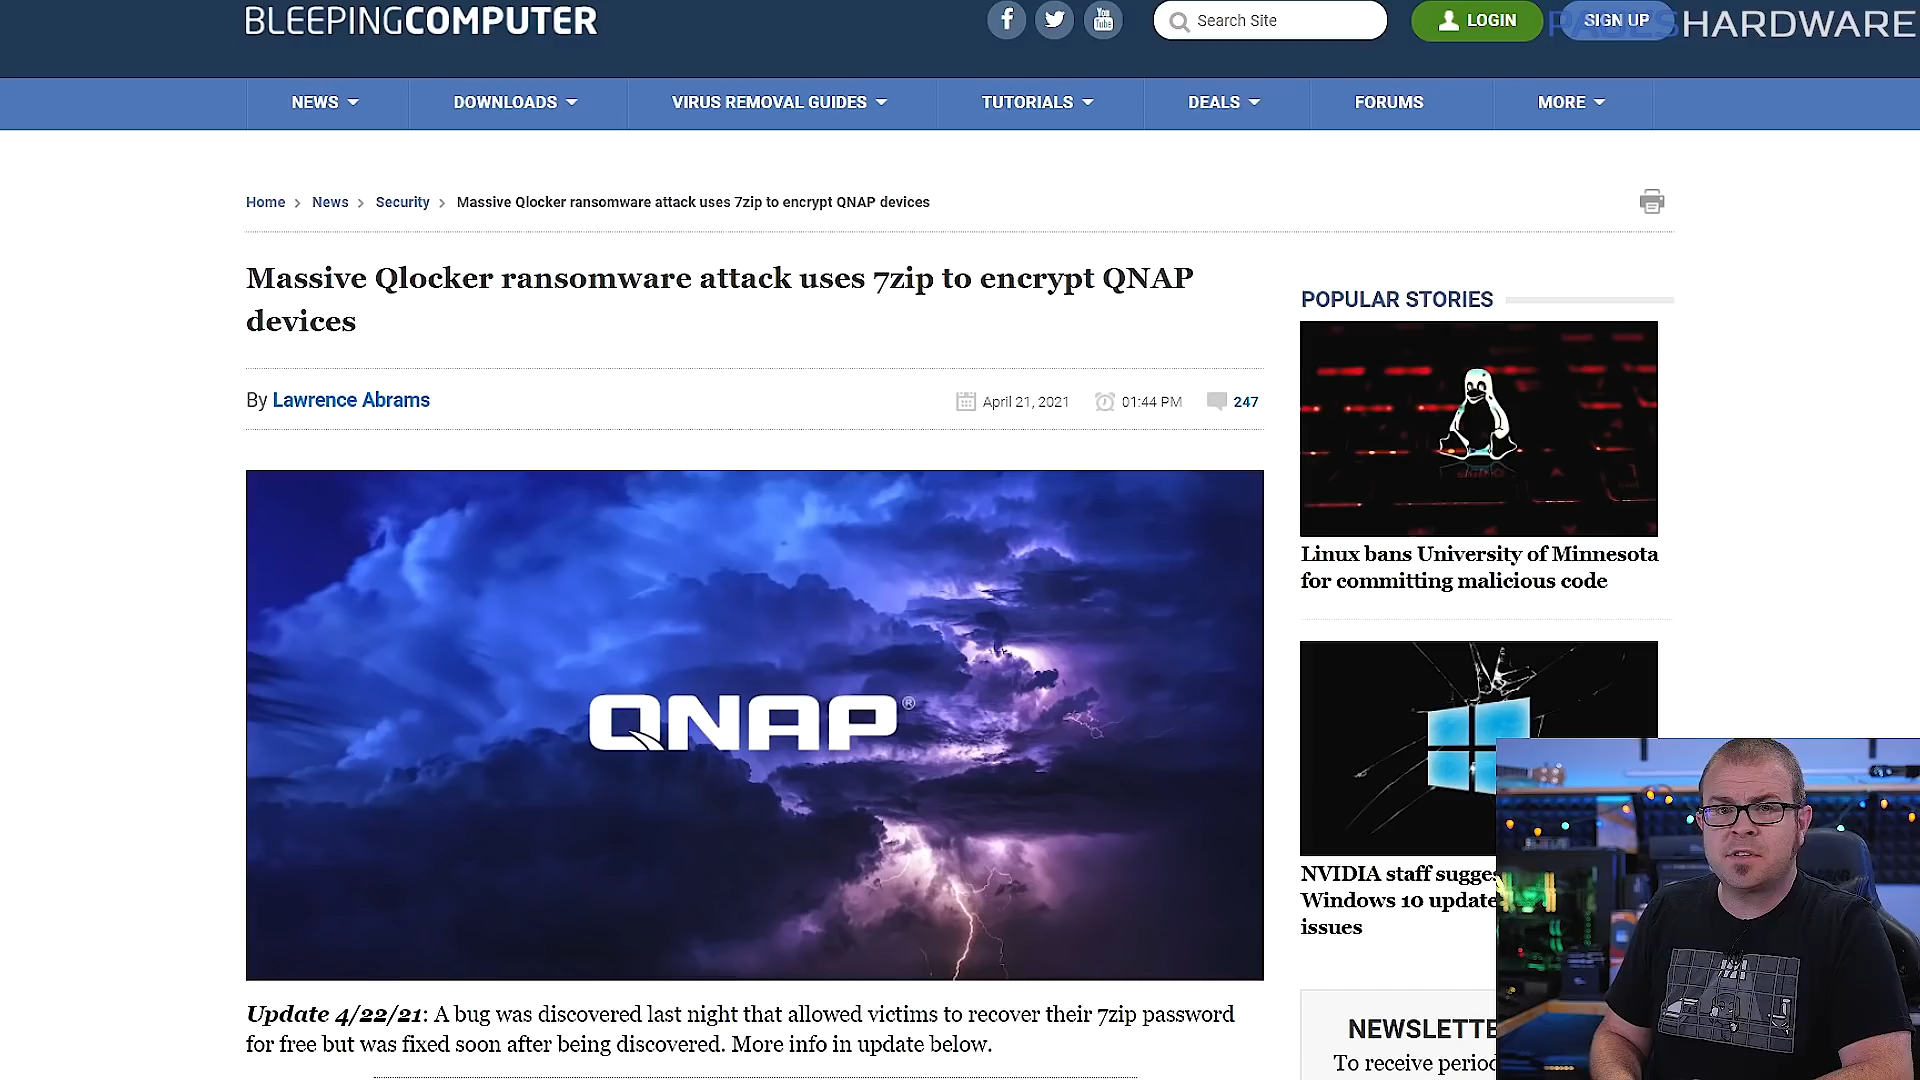 BLEEPINGCOMPUTER
Search Site
LOGIN
SIGN UP
HARDWARE
NEWS
DOWNLOADS
VIRUS REMOVAL GUIDES
TUTORIALS
DEALS
FORUMS
MORE
Home > News > Security > Massive Qlocker ransomware attack uses 7zip to encrypt QNAP devices
Massive Qlocker ransomware attack uses 7zip to encrypt QNAP
devices
By Lawrence Abrams
April 21, 2021
01:44 PM
247
QNAP®
Update 4/22/21: A bug was discovered last night that allowed victims to recover their 7zip password
for free but was fixed soon after being discovered. More info in update below.
POPULAR STORIES
Linux bans University of Minnesota
for committing malicious code
NVIDIA staff sugges
Windows 10 update
issues
NEWSLETTE
To receive period